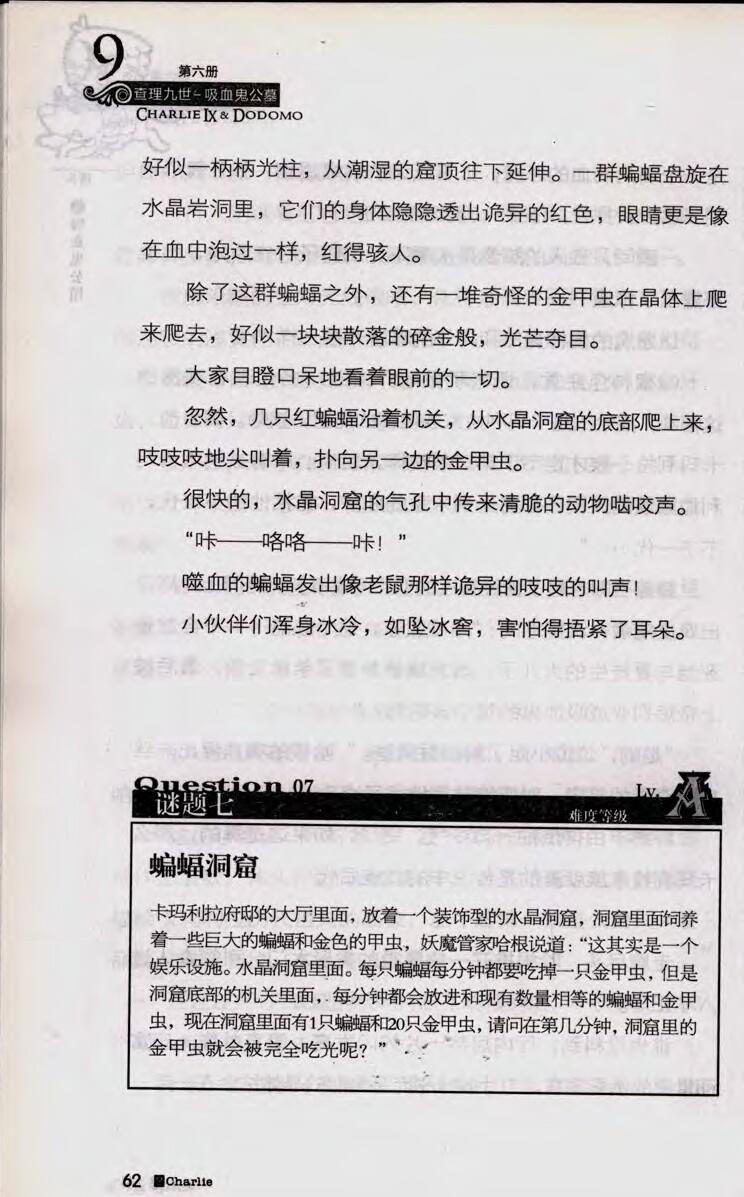 9
第六册
查理九世-吸血鬼公墓
CHARLIE IX & DODOMO
好似一柄柄光柱，从潮湿的窟顶往下延伸。一群蝙蝠盘旋在
水晶岩洞里，它们的身体隐隐透出诡异的红色，眼睛更是像
在血中泡过一样，红得骇人。
除了这群蝙蝠之外，还有一堆奇怪的金甲虫在晶体上爬
来爬去，好似一块块散落的碎金般，光芒夺目。
大家目瞪口呆地看着眼前的一切。
忽然，几只红蝙蝠沿着机关，从水晶洞窟的底部爬上来，
吱吱吱地尖叫着，扑向另一边的金甲虫。
很快的，水晶洞窟的气孔中传来清脆的动物啮咬声。
“咔——咯咯——咔！”
噬血的蝙蝠发出像老鼠那样诡异的吱吱的叫声！
小伙伴们浑身冰冷，如坠冰窖，害怕得捂紧了耳朵。
Question 07
谜题七
Lv. A
难度等级
蝙蝠洞窟
卡玛利拉府邸的大厅里面，放着一个装饰型的水晶洞窟，洞窟里面饲养
着一些巨大的蝙蝠和金色的甲虫，妖魔管家哈根说道：“这其实是一个
娱乐设施。水晶洞窟里面。每只蝙蝠每分钟都要吃掉一只金甲虫，但是
洞窟底部的机关里面，每分钟都会放进和现有数量相等的蝙蝠和金甲
虫，现在洞窟里面有1只蝙蝠和20只金甲虫，请问在第几分钟，洞窟里的
金甲虫就会被完全吃光呢？”
62 Charlie